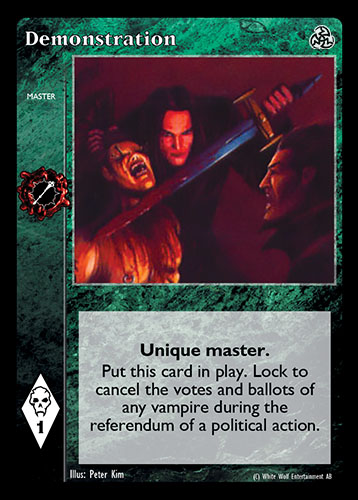 Demonstration
MASTER
Unique master.
Put this card in play. Lock to
cancel the votes and ballots of
any vampire during the
referendum of a political action.
1
Illus: Peter Kim
(C) White Wolf Entertainment AB